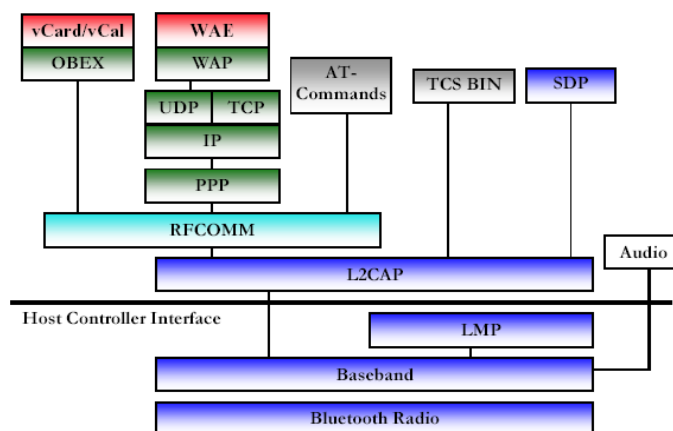 vCard/vCal
WAE
OBEX
WAP
AT-
Commands
TCS BIN
SDP
UDP
TCP
IP
PPP
RFCOMM
Audio
L2CAP
Host Controller Interface
LMP
Baseband
Bluetooth Radio